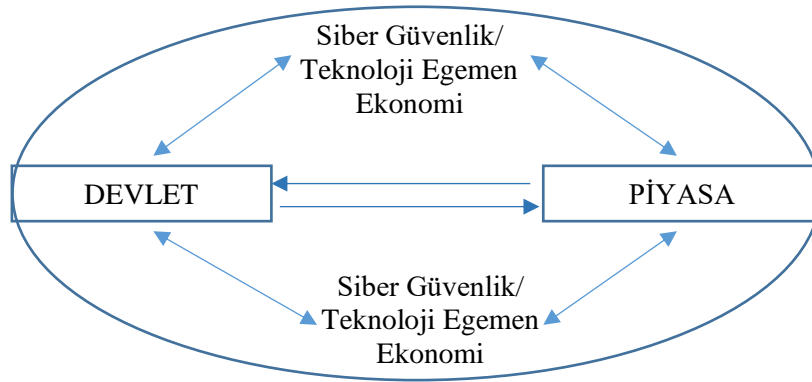 Siber Güvenlik/
Teknoloji Egemen
Ekonomi
DEVLET
PİYASA
Siber Güvenlik/
Teknoloji Egemen
Ekonomi